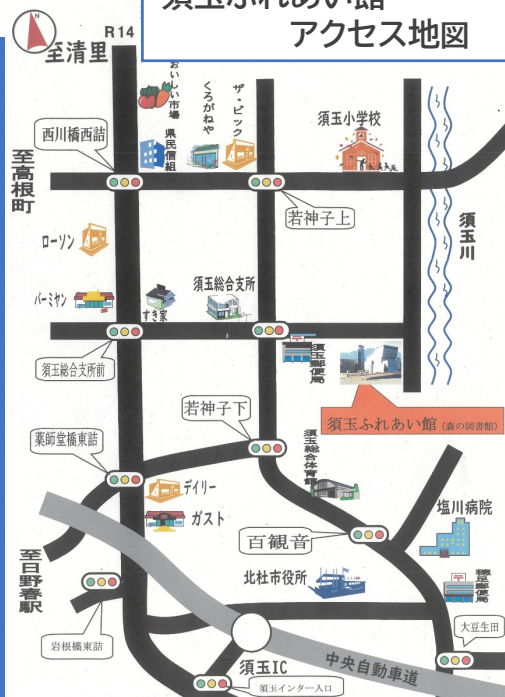 須玉ふれあい館
アクセス地図
R14
至清里
おいしい市場
県民信組
くろがねや
ザ・ビック
須玉小学校
西川橋西詰
至高根町
若神子上
須玉川
ローソン
バーミヤン
すき家
須玉総合支所
須玉総合支所前
須玉郵便局
須玉ふれあい館(森の図書館)
若神子下
薬師堂橋東詰
須玉総合体育館
デイリー
ガスト
塩川病院
百観音
至日野春駅
北杜市役所
穂足郵便局
岩根橋東詰
大豆生田
須玉IC
中央自動車道
須玉インター入口